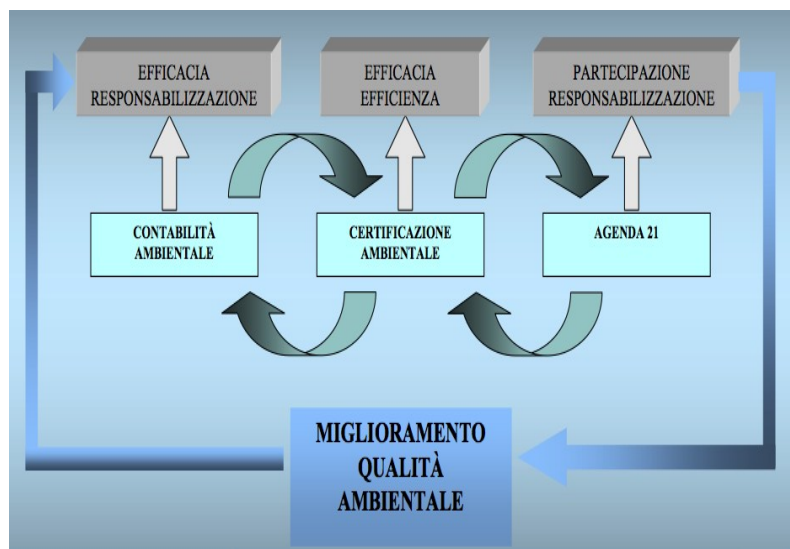 EFFICACIA
RESPONSABILIZZAZIONE
EFFICACIA
EFFICIENZA
PARTECIPAZIONE
RESPONSABILIZZAZIONE
CONTABILITÀ
AMBIENTALE
CERTIFICAZIONE
AMBIENTALE
AGENDA 21
MIGLIORAMENTO
QUALITÀ
AMBIENTALE